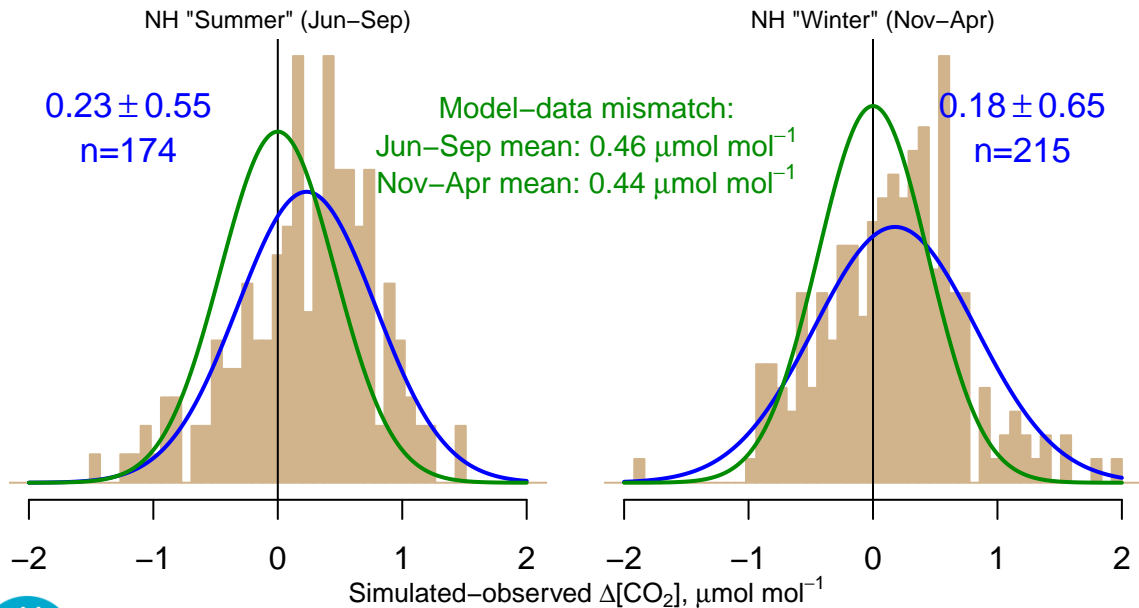 NH "Summer" (Jun−Sep)
NH "Winter" (Nov−Apr)
0.23 ± 0.55
n=174
Model−data mismatch:
Jun−Sep mean: 0.46 μmol mol⁻¹
Nov−Apr mean: 0.44 μmol mol⁻¹
0.18 ± 0.65
n=215
−2 −1 0 1 2
−2 −1 0 1 2
Simulated−observed Δ[CO₂], μmol mol⁻¹